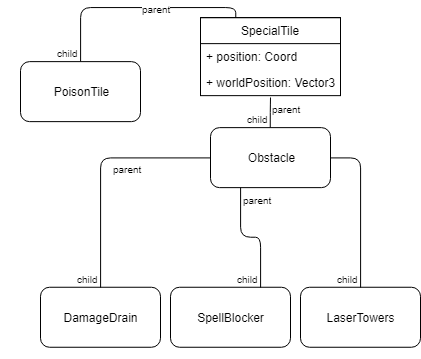 parent
SpecialTile
+ position: Coord
+ worldPosition: Vector3
child
PoisonTile
parent
child
Obstacle
parent
parent
child
child
child
DamageDrain
SpellBlocker
LaserTowers